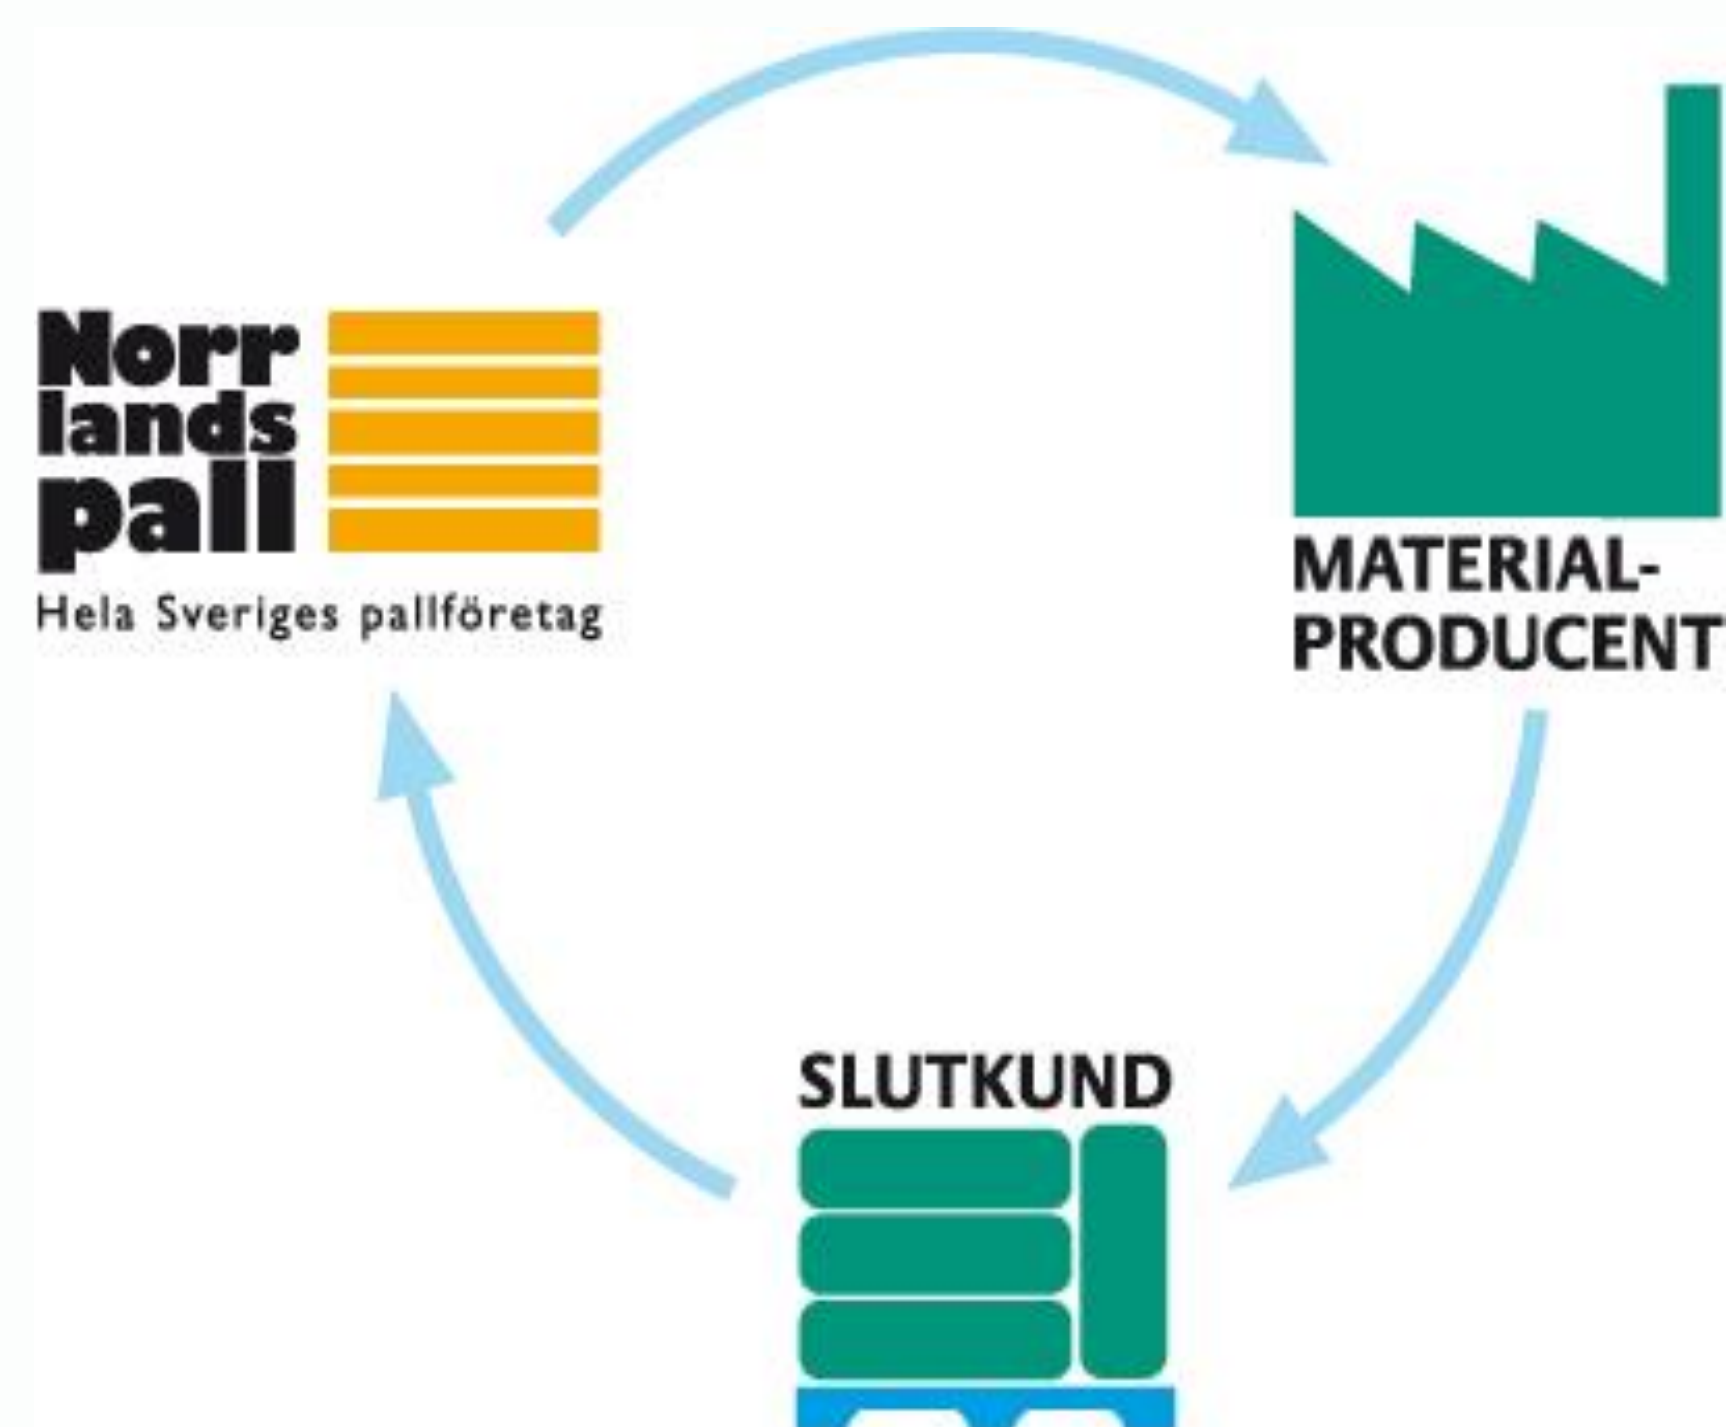 Norr
lands
pall
Hela Sveriges pallföretag
MATERIAL-
PRODUCENT
SLUTKUND